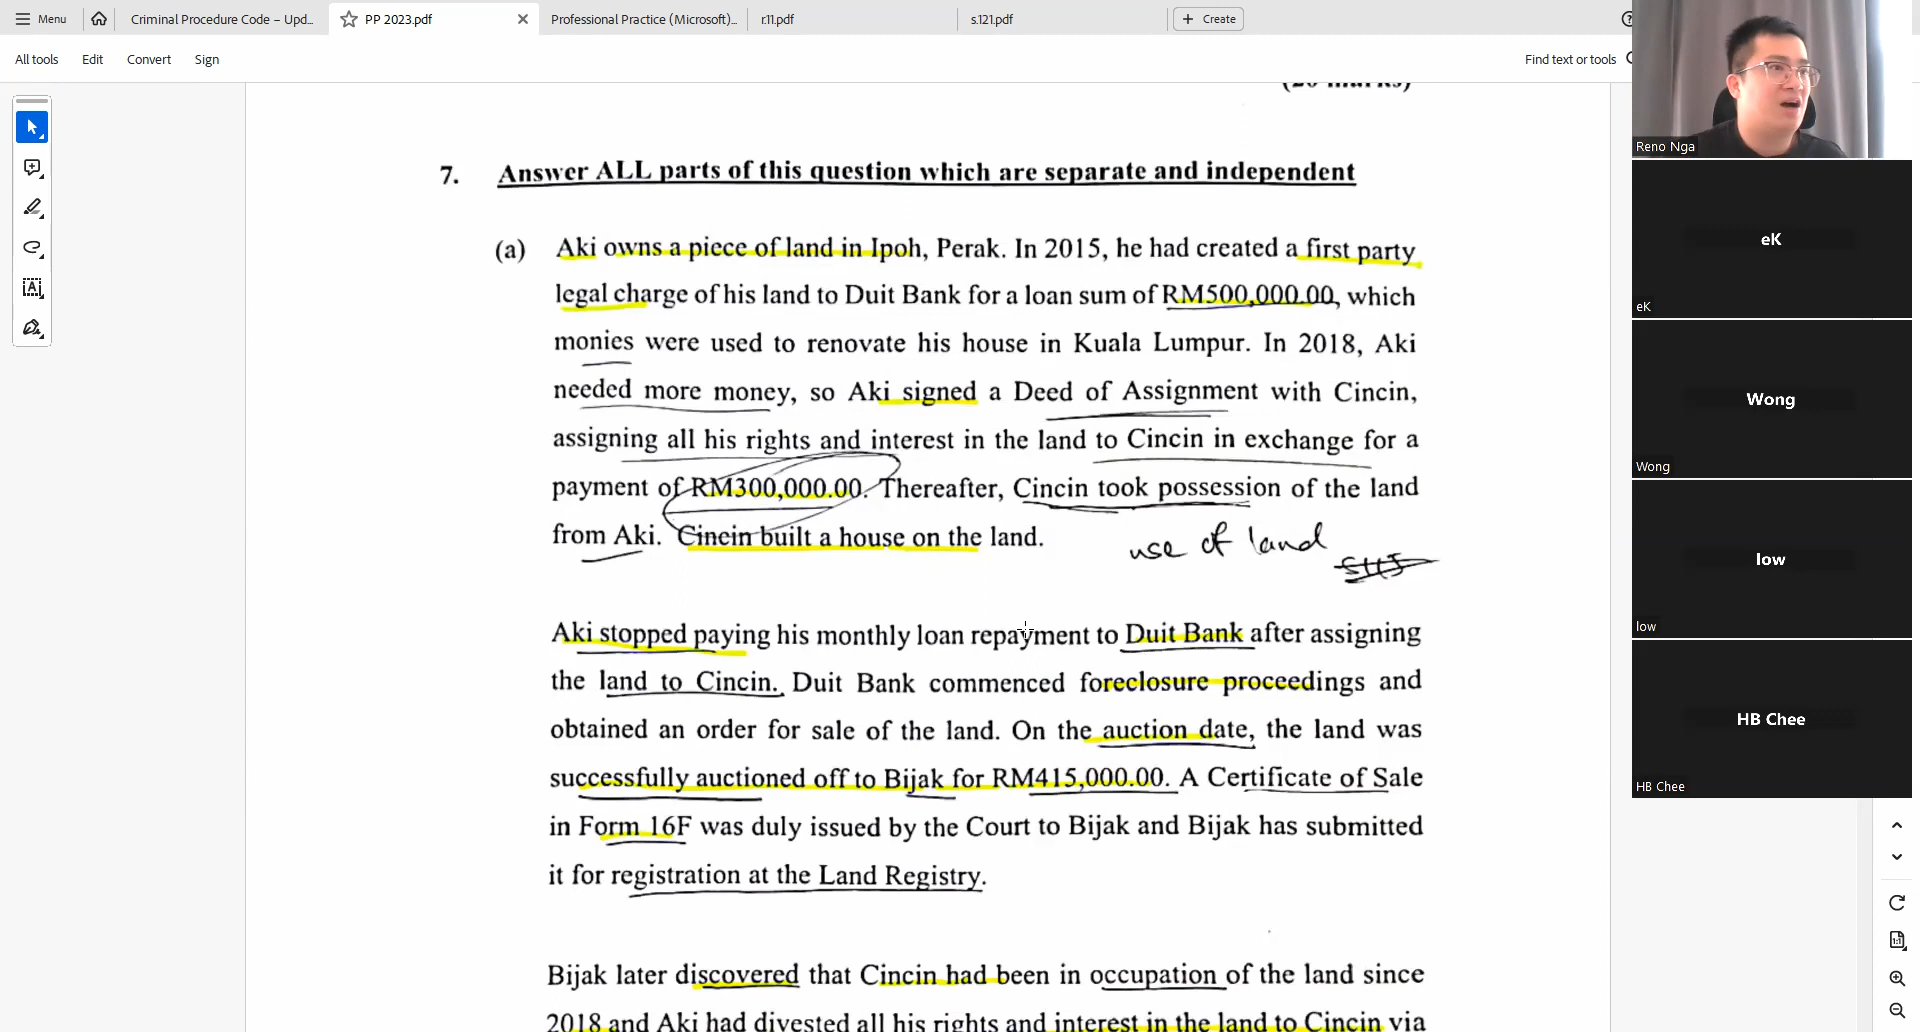 Menu
Criminal Procedure Code – Upd...
PP 2023.pdf
Professional Practice (Microsoft)...
r.11.pdf
s.121.pdf
Create
All tools
Edit
Convert
Sign
Find text or tools
7. Answer ALL parts of this question which are separate and independent
(a) Aki owns a piece of land in Ipoh, Perak. In 2015, he had created a first party
legal charge of his land to Duit Bank for a loan sum of RM500,000.00, which
monies were used to renovate his house in Kuala Lumpur. In 2018, Aki
needed more money, so Aki signed a Deed of Assignment with Cincin,
assigning all his rights and interest in the land to Cincin in exchange for a
payment of RM300,000.00. Thereafter, Cincin took possession of the land
from Aki. Cincin built a house on the land.
use of land
Aki stopped paying his monthly loan repayment to Duit Bank after assigning
the land to Cincin. Duit Bank commenced foreclosure proceedings and
obtained an order for sale of the land. On the auction date, the land was
successfully auctioned off to Bijak for RM415,000.00. A Certificate of Sale
in Form 16F was duly issued by the Court to Bijak and Bijak has submitted
it for registration at the Land Registry.
Bijak later discovered that Cincin had been in occupation of the land since
2018 and Aki had divested all his rights and interest in the land to Cincin via
Reno Nga
eK
eK
Wong
Wong
low
low
HB Chee
HB Chee